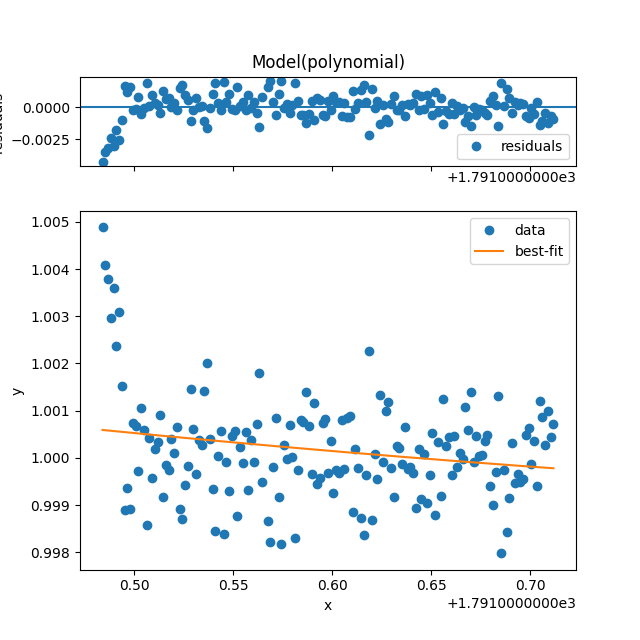 Model(polynomial)
0.0000
−0.0025
residuals
+1.7910000000e3
1.005
1.004
1.003
1.002
1.001
1.000
0.999
0.998
y
data
best-fit
0.50
0.55
0.60
0.65
0.70
x
+1.7910000000e3